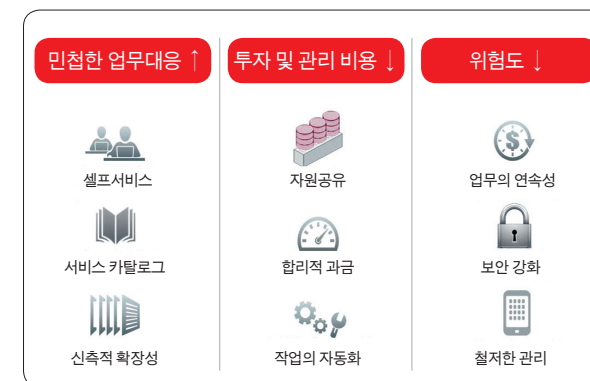 민첩한 업무대응 ↑
셀프서비스
서비스 카탈로그
신측적 확장성
투자 및 관리 비용 ↓
자원공유
합리적 과금
작업의 자동화
위험도 ↓
업무의 연속성
보안 강화
철저한 관리